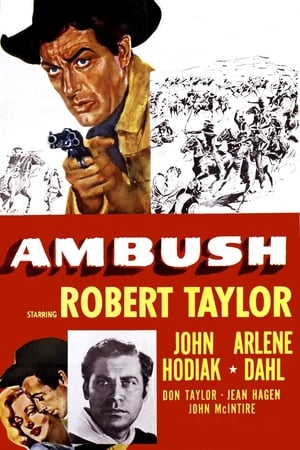 AMBUSH
STARRING ROBERT TAYLOR
JOHN ARLENE
HODIAK ★ DAHL
DON TAYLOR · JEAN HAGEN
JOHN McINTIRE